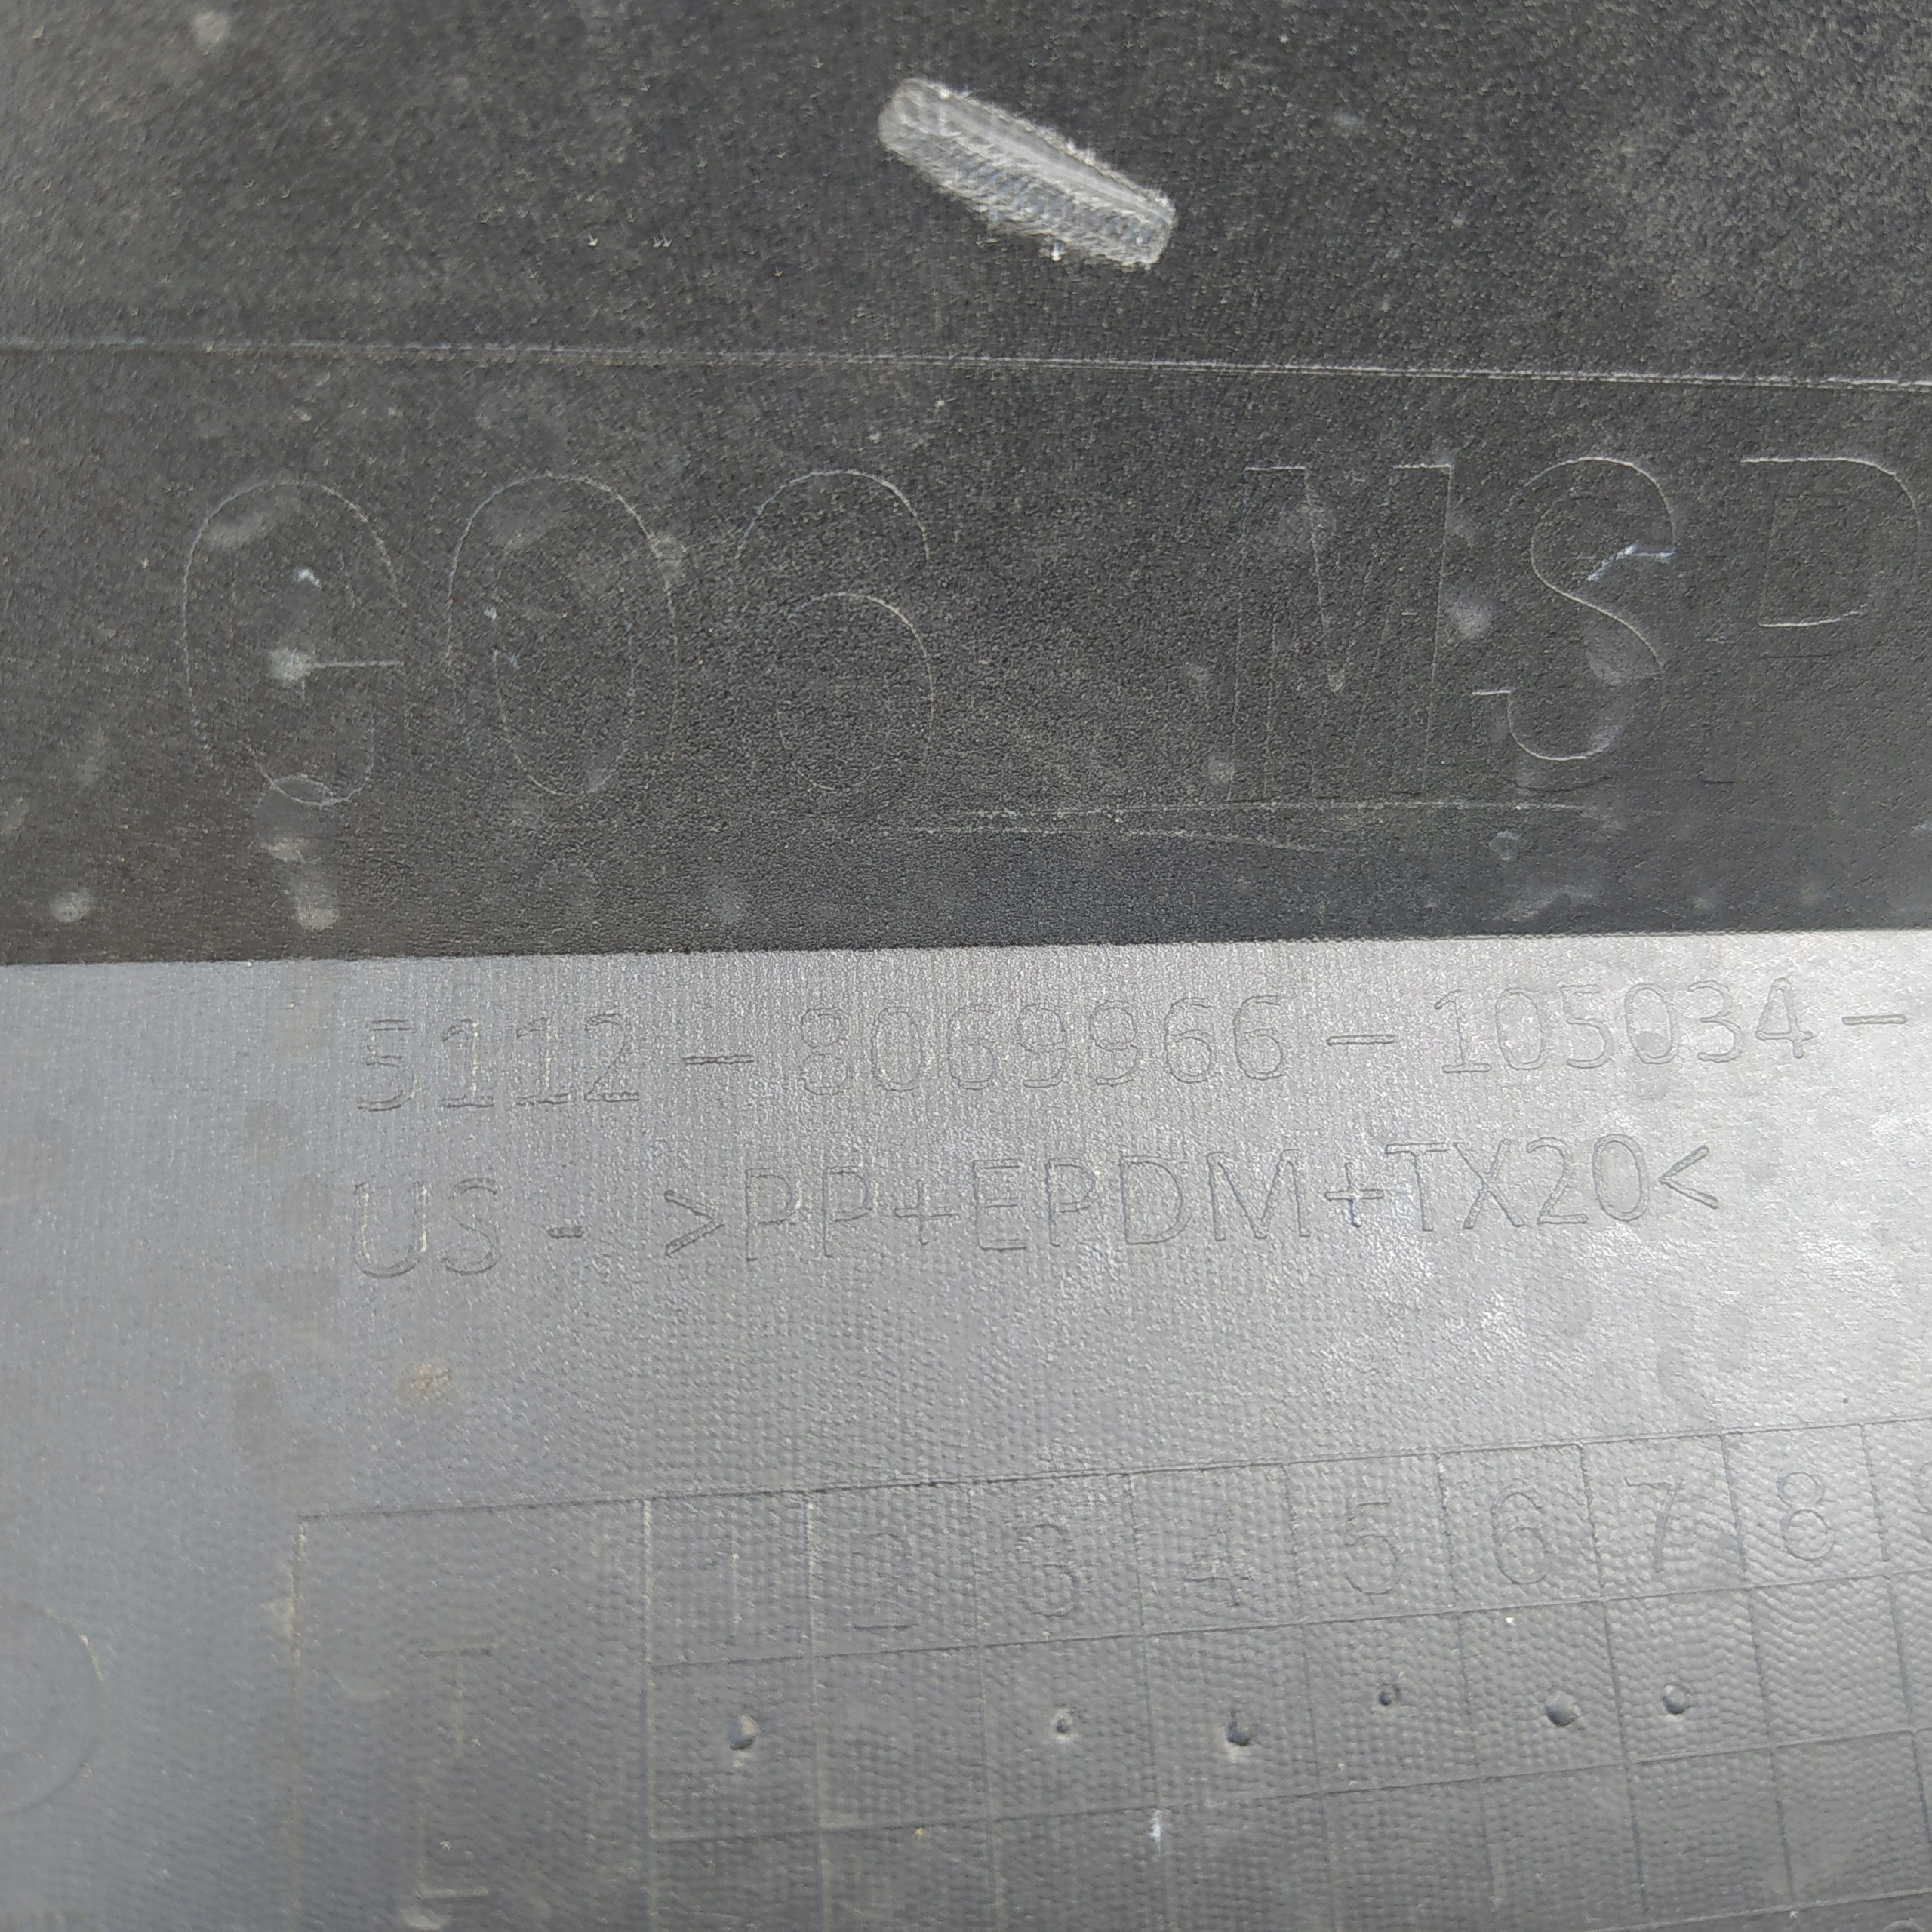 G06 MSP
5112 - 8069966 - 105034 -
US - >PP+EPDM+TX20<
1 2 3 4 5 6 7 8